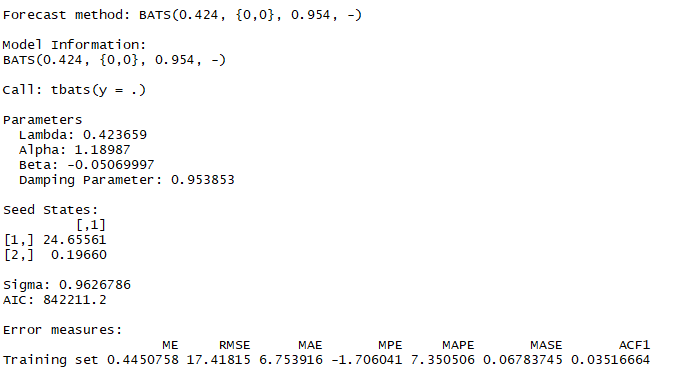 Forecast method: BATS(0.424, {0,0}, 0.954, -)
Model Information:
BATS(0.424, {0,0}, 0.954, -)
Call: tbats(y = .)
Parameters
Lambda: 0.423659
Alpha: 1.18987
Beta: -0.05069997
Damping Parameter: 0.953853
Seed States:
[,1]
[1,] 24.65561
[2,] 0.19660
Sigma: 0.9626786
AIC: 842211.2
Error measures:
ME RMSE MAE MPE MAPE MASE ACF1
Training set 0.4450758 17.41815 6.753916 -1.706041 7.350506 0.06783745 0.03516664